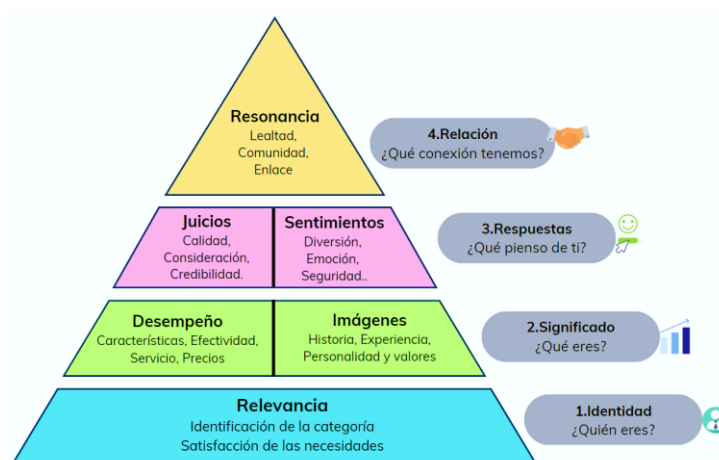 Resonancia
Lealtad,
Comunidad,
Enlace
4.Relación
¿Qué conexión tenemos?
Juicios
Calidad,
Consideración,
Credibilidad.
Sentimientos
Diversión,
Emoción,
Seguridad..
3.Respuestas
¿Qué pienso de ti?
Desempeño
Características, Efectividad,
Servicio, Precios
Imágenes
Historia, Experiencia,
Personalidad y valores
2.Significado
¿Qué eres?
Relevancia
Identificación de la categoría
Satisfacción de las necesidades
1.Identidad
¿Quién eres?